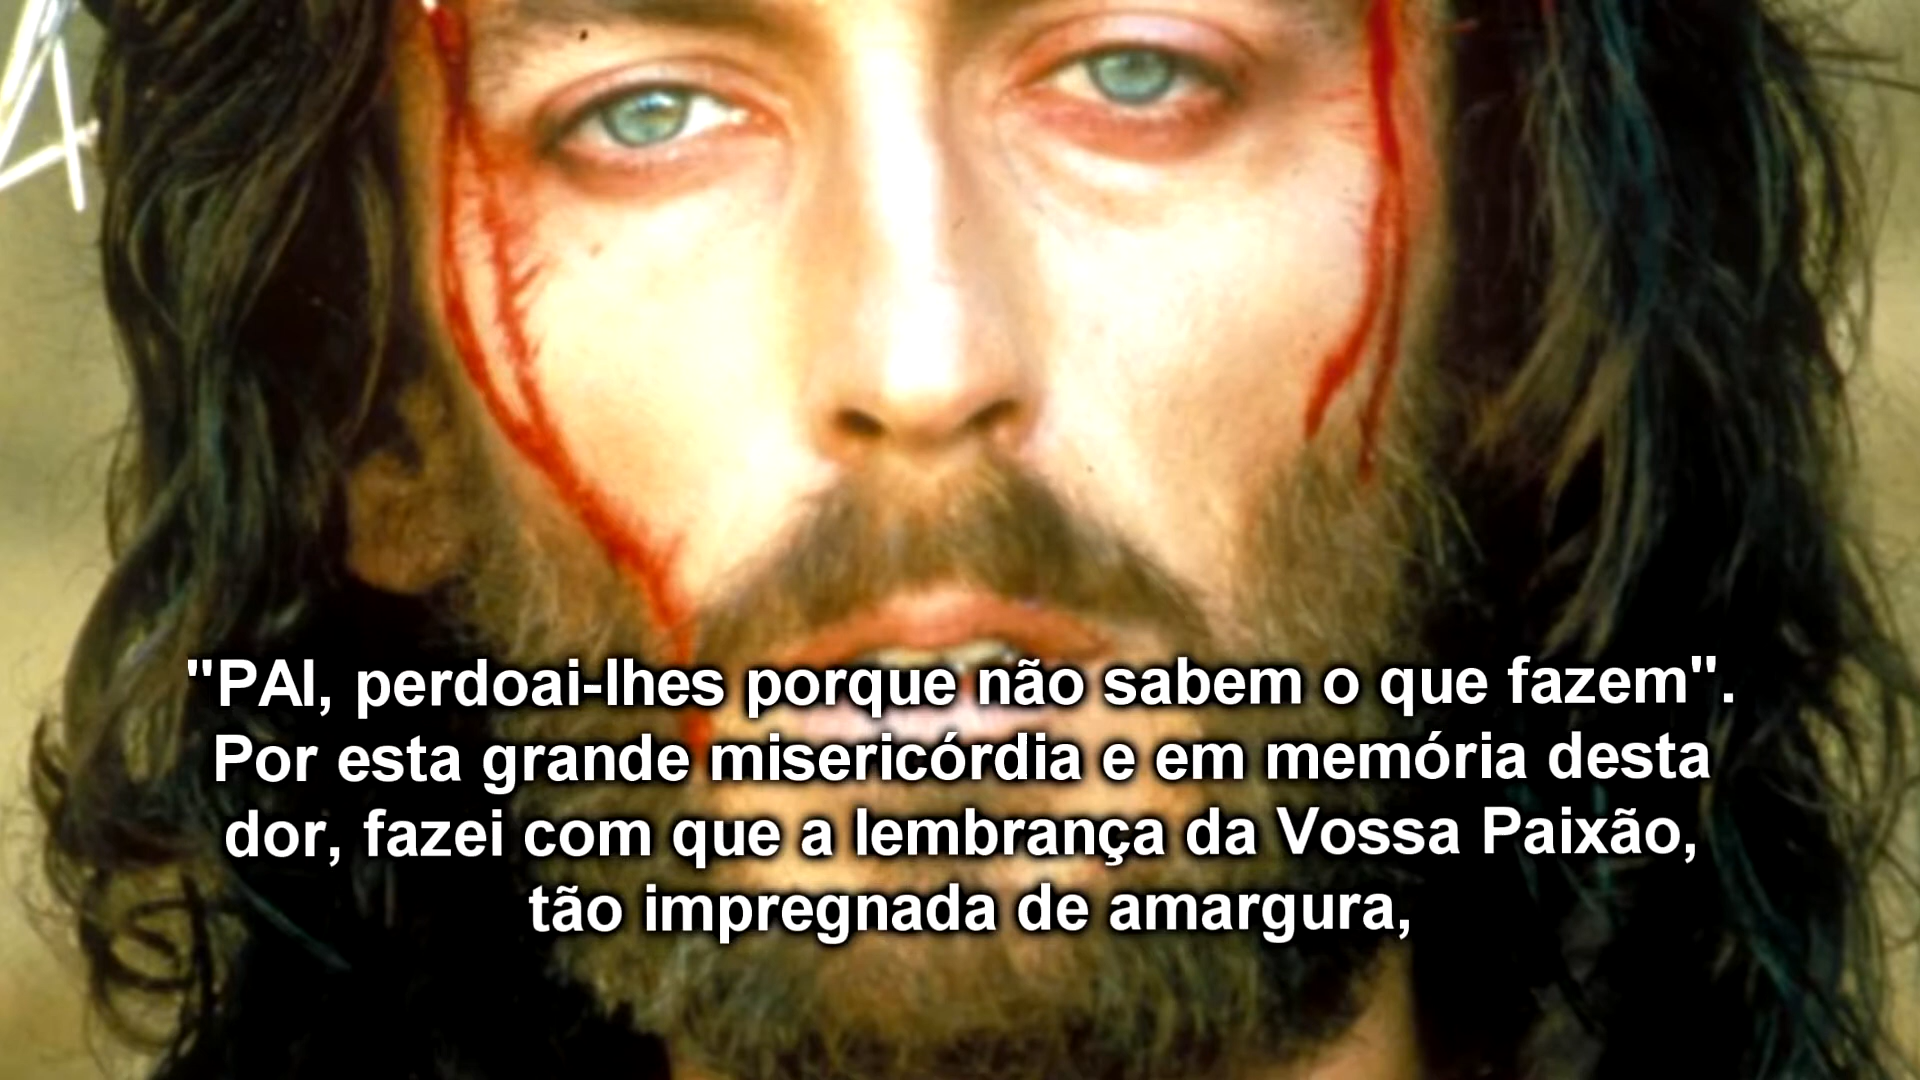 "PAI, perdoai-lhes porque não sabem o que fazem".
Por esta grande misericórdia e em memória desta
dor, fazei com que a lembrança da Vossa Paixão,
tão impregnada de amargura,